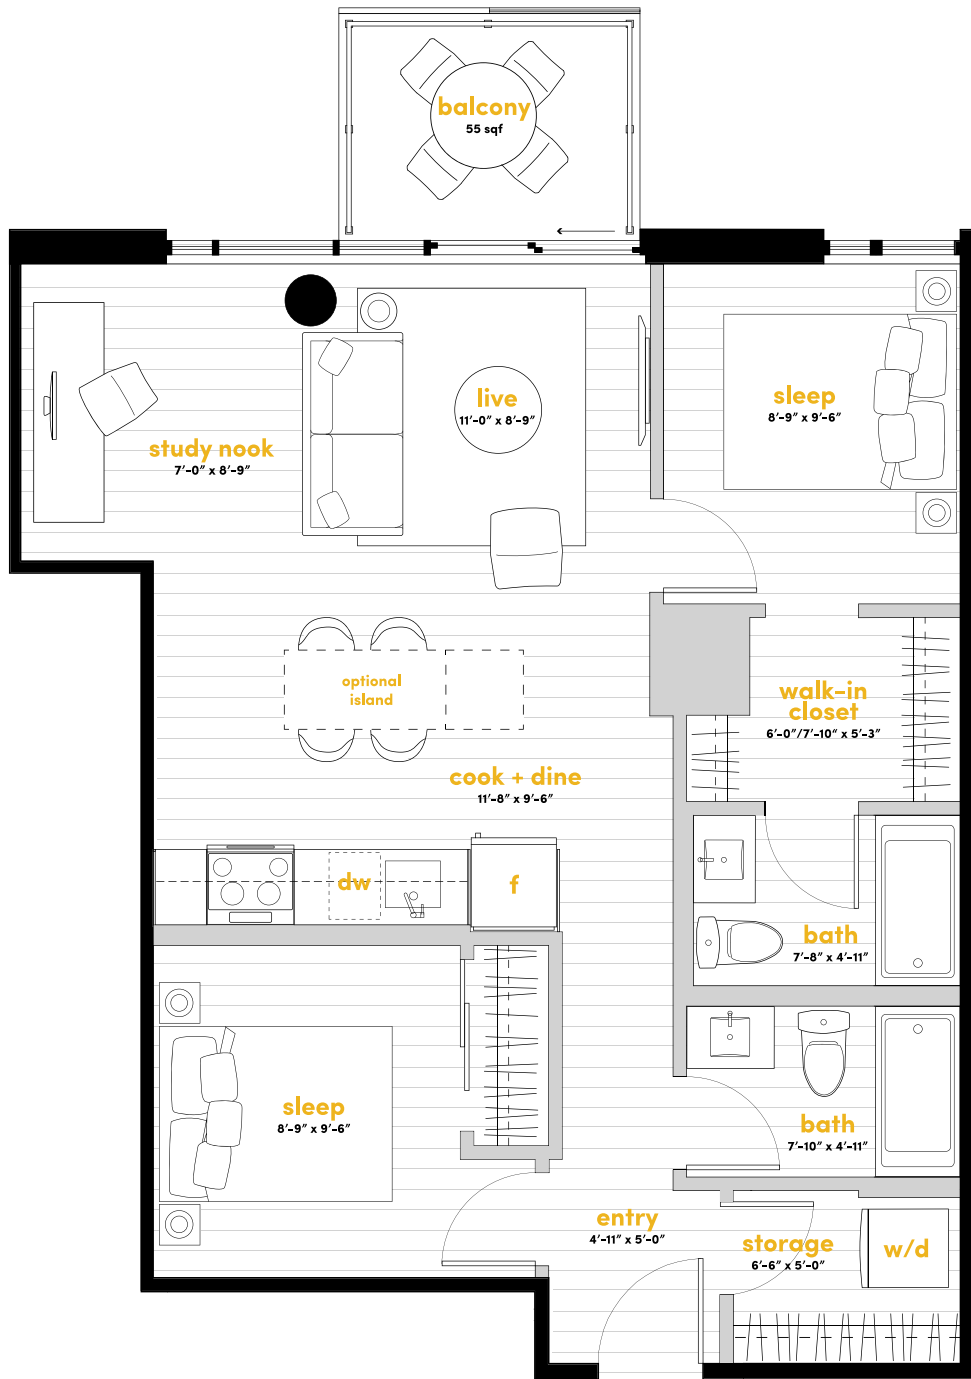 balcony
55 sqf
live
11'-0" x 8'-9"
sleep
8'-9" x 9'-6"
study nook
7'-0" x 8'-9"
optional
island
walk-in
closet
6'-0"/7'-10" x 5'-3"
cook + dine
11'-8" x 9'-6"
dw
f
bath
7'-8" x 4'-11"
sleep
8'-9" x 9'-6"
bath
7'-10" x 4'-11"
entry
4'-11" x 5'-0"
storage
6'-6" x 5'-0"
w/d